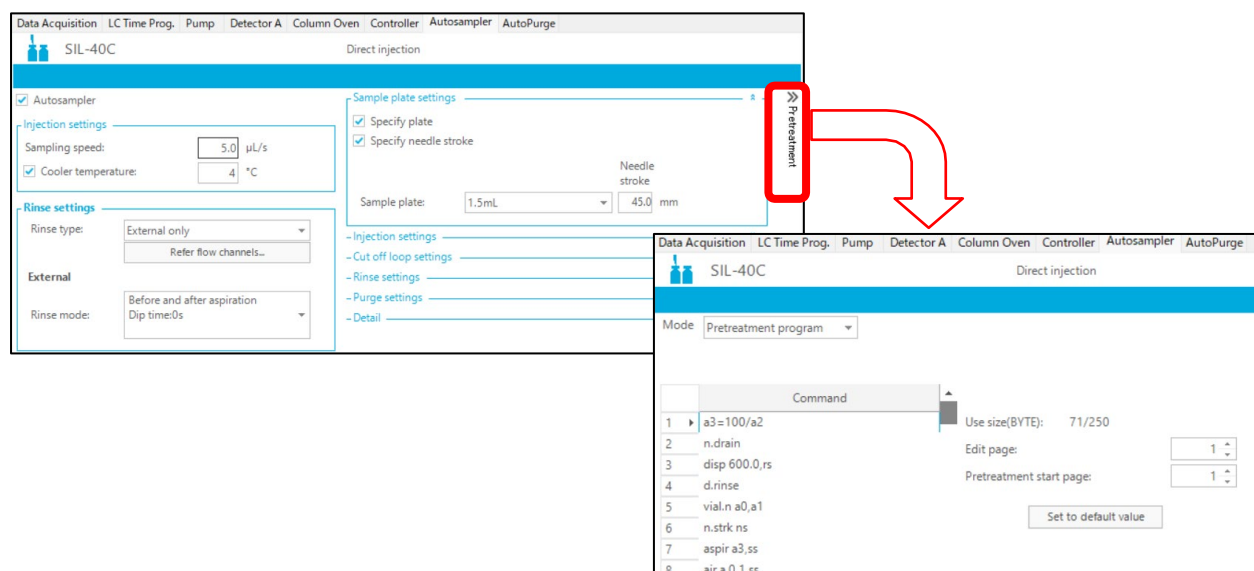 Data Acquisition LC Time Prog. Pump Detector A Column Oven Controller Autosampler AutoPurge
SIL-40C Direct injection
Autosampler
Injection settings
Sampling speed: 5.0 µL/s
Cooler temperature: 4 °C
Rinse settings
Rinse type: External only
Refer flow channels...
External
Rinse mode: Before and after aspiration
Dip time:0s
Sample plate settings
Specify plate
Specify needle stroke
Needle
stroke
Sample plate: 1.5mL 45.0 mm
Injection settings
Cut off loop settings
Rinse settings
Purge settings
Detail
Pretreatment
Data Acquisition LC Time Prog. Pump Detector A Column Oven Controller Autosampler AutoPurge
SIL-40C Direct injection
Mode Pretreatment program
Command
1 a3=100/a2
2 n.drain
3 disp 600.0,rs
4 d.rinse
5 vial.n a0,a1
6 n.strk ns
7 aspir a3,ss
8 air.a 0.1,ss
Use size(BYTE): 71/250
Edit page: 1
Pretreatment start page: 1
Set to default value